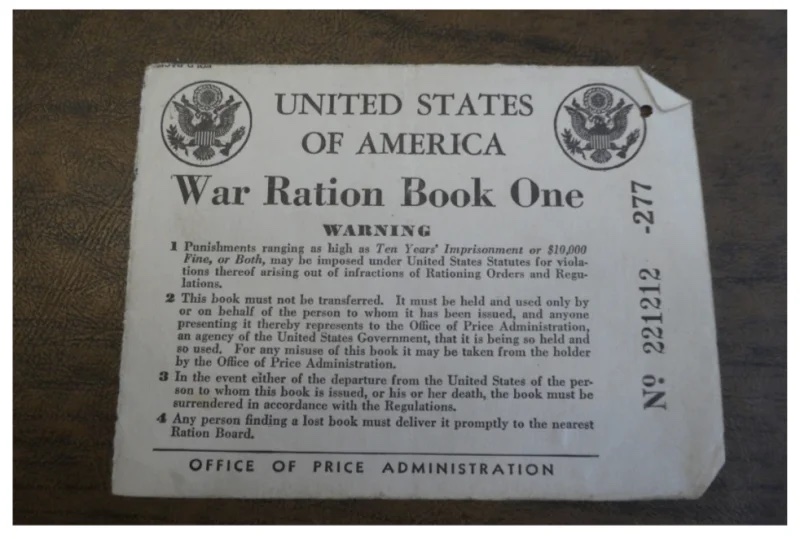 UNITED STATES
OF AMERICA
War Ration Book One
WARNING
1 Punishments ranging as high as Ten Years' Imprisonment or $10,000
Fine, or Both, may be imposed under United States Statutes for viola-
tions thereof arising out of infractions of Rationing Orders and Regu-
lations.
2 This book must not be transferred. It must be held and used only by
or on behalf of the person to whom it has been issued, and anyone
presenting it thereby represents to the Office of Price Administration,
an agency of the United States Government, that it is being so held and
so used. For any misuse of this book it may be taken from the holder
by the Office of Price Administration.
3 In the event either of the departure from the United States of the per-
son to whom this book is issued, or his or her death, the book must be
surrendered in accordance with the Regulations.
4 Any person finding a lost book must deliver it promptly to the nearest
Ration Board.
OFFICE OF PRICE ADMINISTRATION
Nº 221212 -277